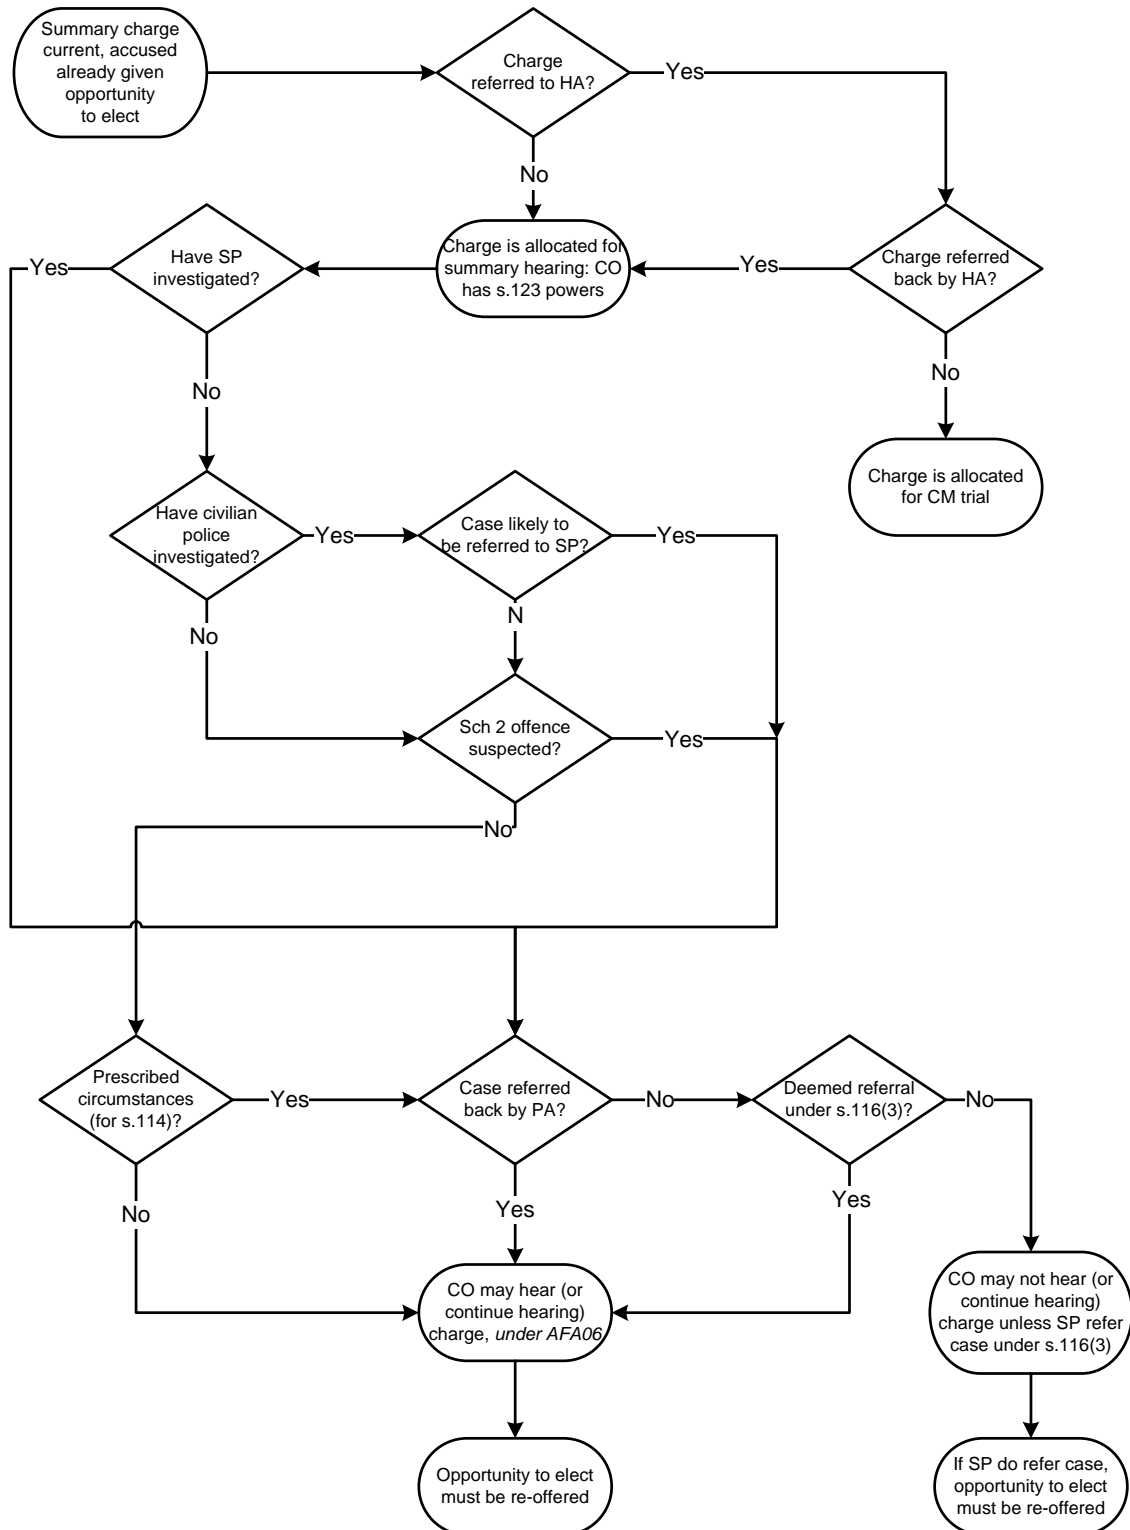 Summary charge
current, accused
already given
opportunity
to elect
Charge
referred to HA?
Yes
No
Have SP
investigated?
Yes
Charge is allocated for
summary hearing: CO
has s.123 powers
Yes
Charge referred
back by HA?
No
No
Charge is allocated
for CM trial
Have civilian
police
investigated?
Yes
Case likely to
be referred to SP?
Yes
No
N
Sch 2 offence
suspected?
Yes
No
Prescribed
circumstances
(for s.114)?
Yes
Case referred
back by PA?
No
Deemed referral
under s.116(3)?
No
No
Yes
Yes
CO may hear (or
continue hearing)
charge, under AFA06
CO may not hear (or
continue hearing)
charge unless SP refer
case under s.116(3)
Opportunity to elect
must be re-offered
If SP do refer case,
opportunity to elect
must be re-offered